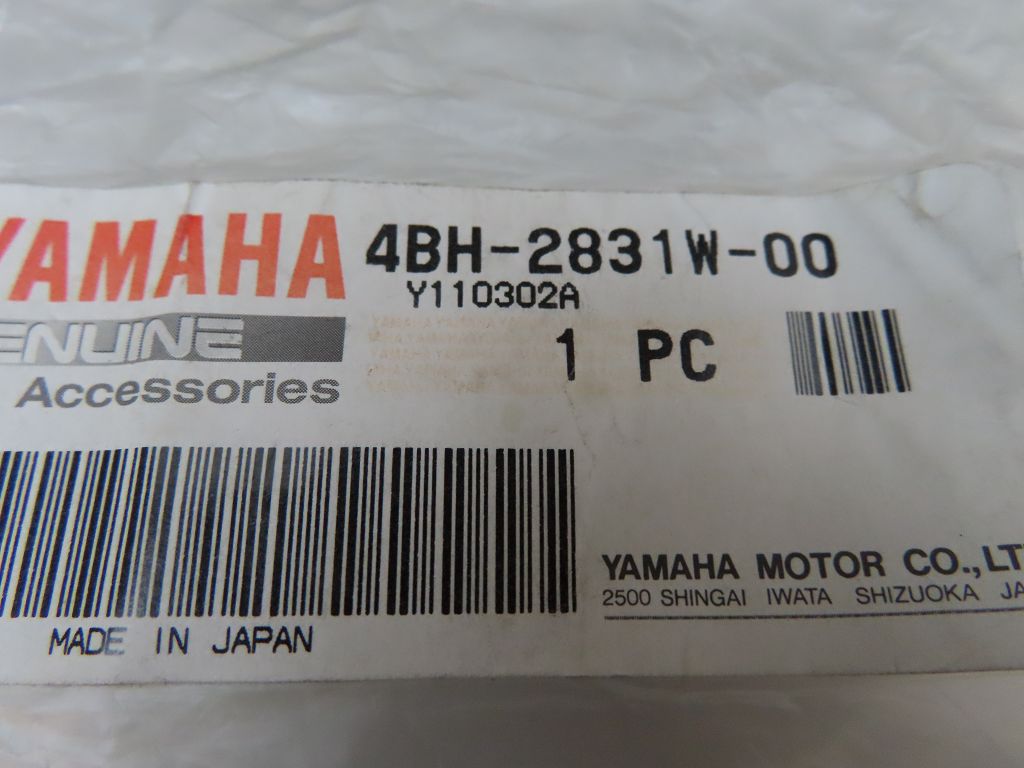 YAMAHA 4BH-2831W-00
Y110302A
GENUINE 1 PC
Accessories
YAMAHA MOTOR CO., LT
2500 SHINGAI IWATA SHIZUOKA JA
MADE IN JAPAN